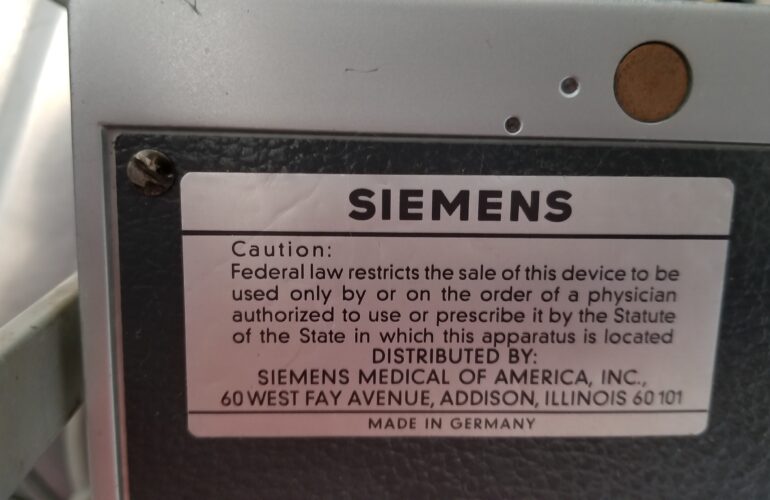 SIEMENS
Caution:
Federal law restricts the sale of this device to be
used only by or on the order of a physician
authorized to use or prescribe it by the Statute
of the State in which this apparatus is located
DISTRIBUTED BY:
SIEMENS MEDICAL OF AMERICA, INC.,
60 WEST FAY AVENUE, ADDISON, ILLINOIS 60101
MADE IN GERMANY